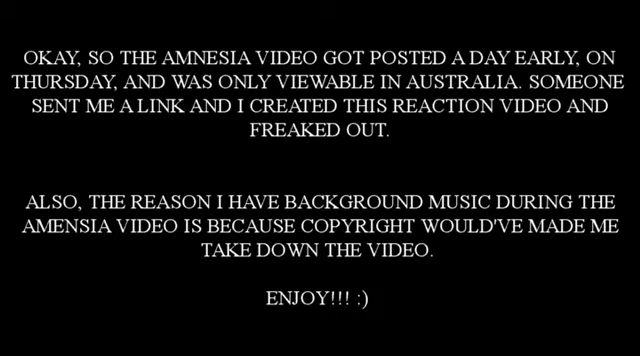 OKAY, SO THE AMNESIA VIDEO GOT POSTED A DAY EARLY, ON
THURSDAY, AND WAS ONLY VIEWABLE IN AUSTRALIA. SOMEONE
SENT ME A LINK AND I CREATED THIS REACTION VIDEO AND
FREAKED OUT.
ALSO, THE REASON I HAVE BACKGROUND MUSIC DURING THE
AMENSIA VIDEO IS BECAUSE COPYRIGHT WOULD'VE MADE ME
TAKE DOWN THE VIDEO.
ENJOY!!! :)